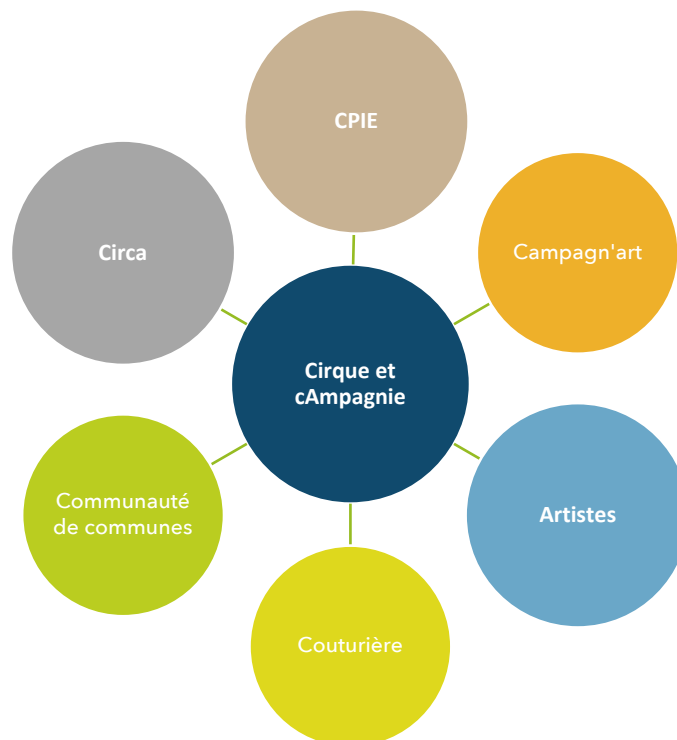 CPIE
Circa
Campagn'art
Cirque et
cAmpagnie
Communauté
de communes
Artistes
Couturière